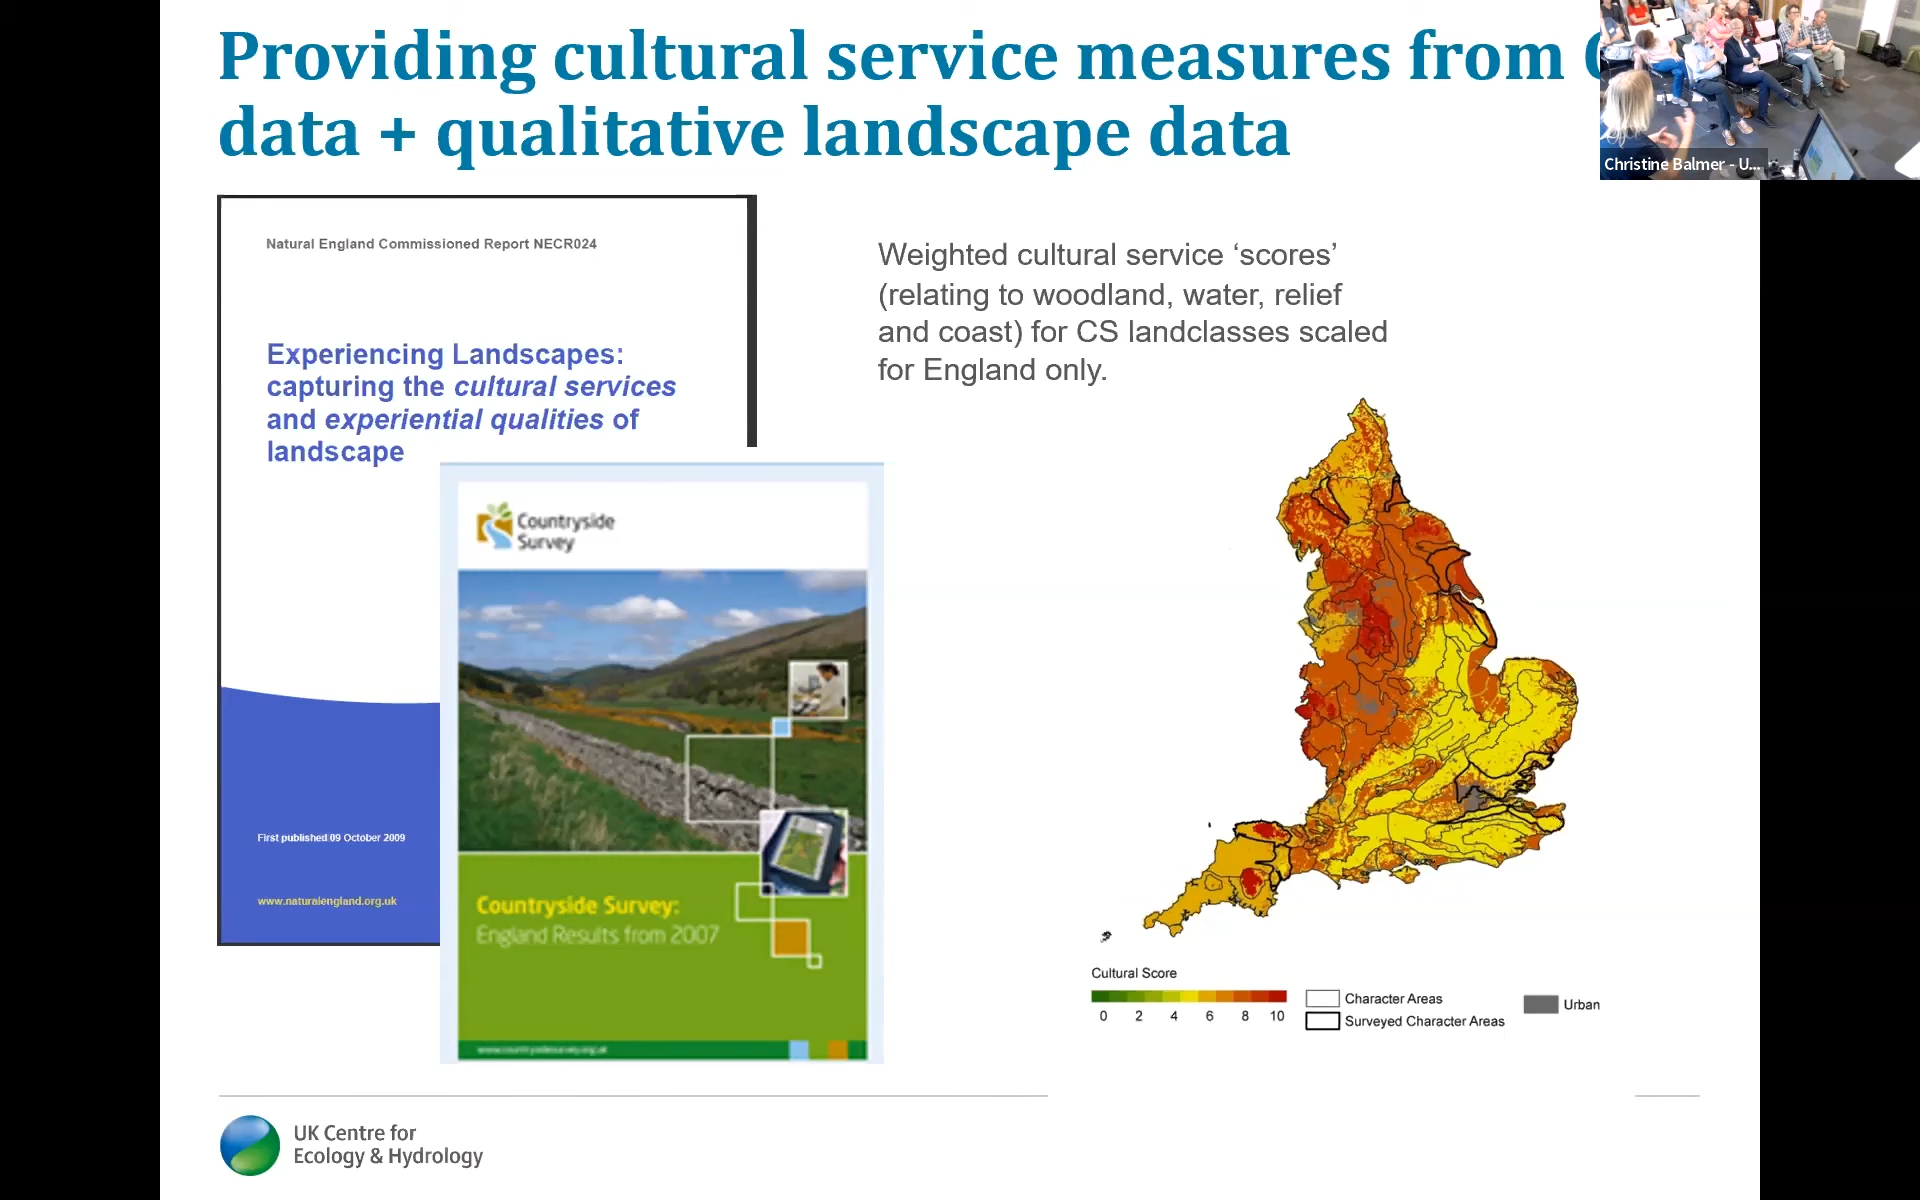 Providing cultural service measures from
data + qualitative landscape data
Christine Balmer - U...
Natural England Commissioned Report NECR024
Experiencing Landscapes:
capturing the cultural services
and experiential qualities of
landscape
First published 09 October 2009
www.naturalengland.org.uk
Countryside
Survey
Countryside Survey:
England Results from 2007
www.countrysidesurvey.org.uk
Weighted cultural service ‘scores’
(relating to woodland, water, relief
and coast) for CS landclasses scaled
for England only.
Cultural Score
0 2 4 6 8 10
Character Areas
Surveyed Character Areas
Urban
UK Centre for
Ecology & Hydrology